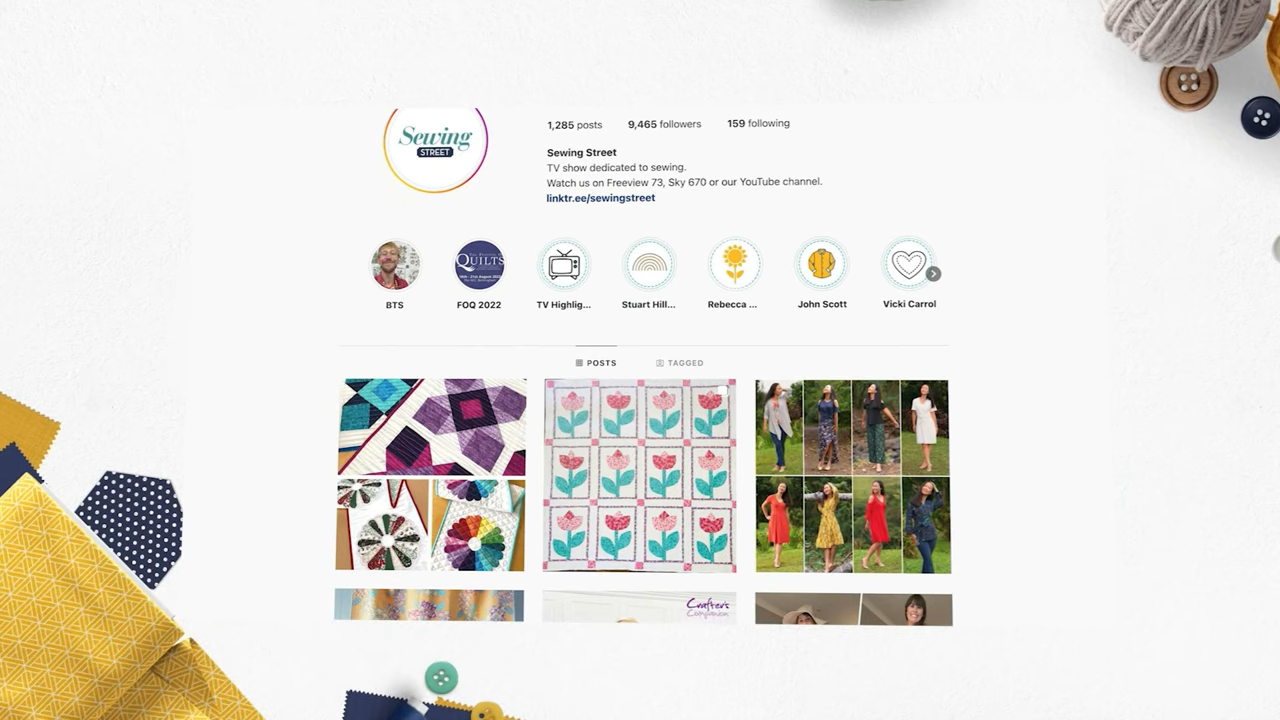 Sewing
STREET
1,285 posts 9,465 followers 159 following
Sewing Street
TV show dedicated to sewing.
Watch us on Freeview 73, Sky 670 or our YouTube channel.
linktr.ee/sewingstreet
QUILTS
BTS FOQ 2022 TV Highlig... Stuart Hill... Rebecca ... John Scott Vicki Carrol
POSTS TAGGED
Crafter's
Companion